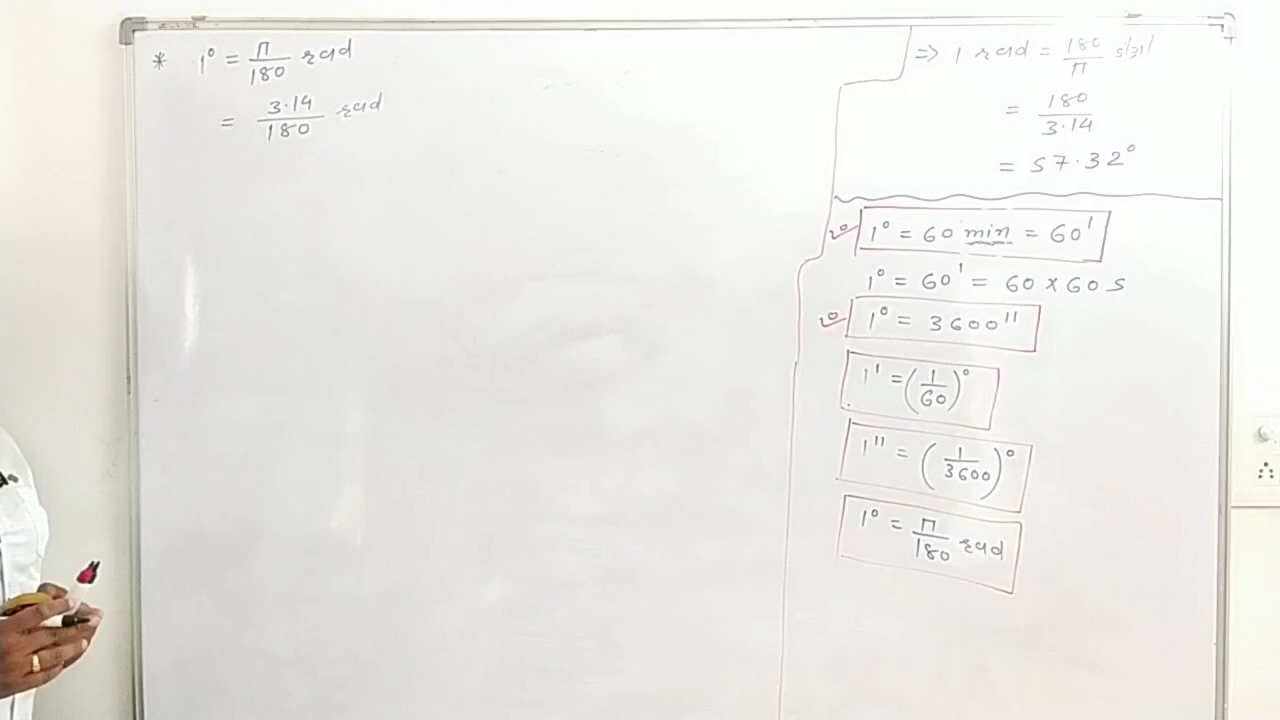 * 1° = π/180 rad
= 3.14/180 rad
⇒ 1 rad = 180/π
= 180/3.14
= 57.32°
1° = 60 min = 60'
1° = 60' = 60 × 60 s
1° = 3600"
1' = (1/60)°
1" = (1/3600)°
1° = π/180 rad